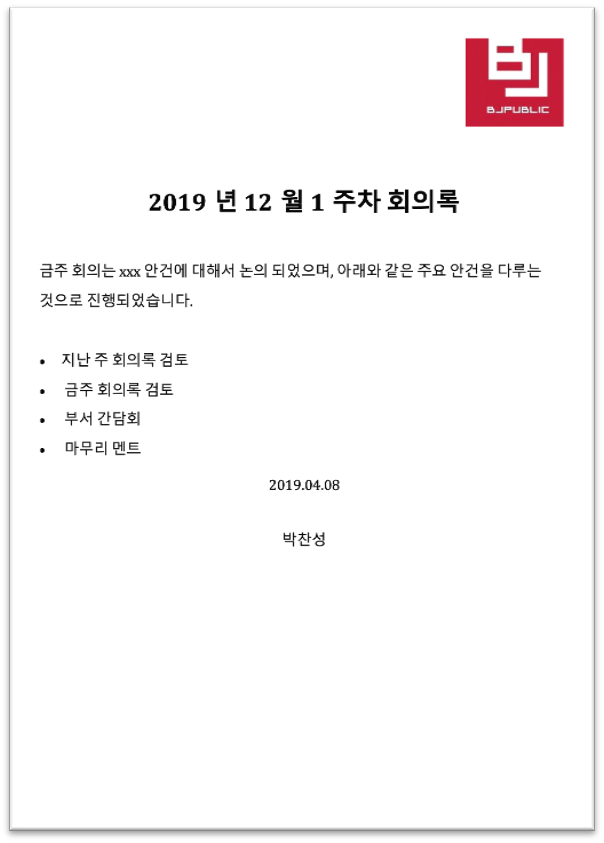 BJ
BJPUBLIC
2019 년 12 월 1 주차 회의록
금주 회의는 xxx 안건에 대해서 논의 되었으며, 아래와 같은 주요 안건을 다루는
것으로 진행되었습니다.
• 지난 주 회의록 검토
• 금주 회의록 검토
• 부서 간담회
• 마무리 멘트
2019.04.08
박찬성